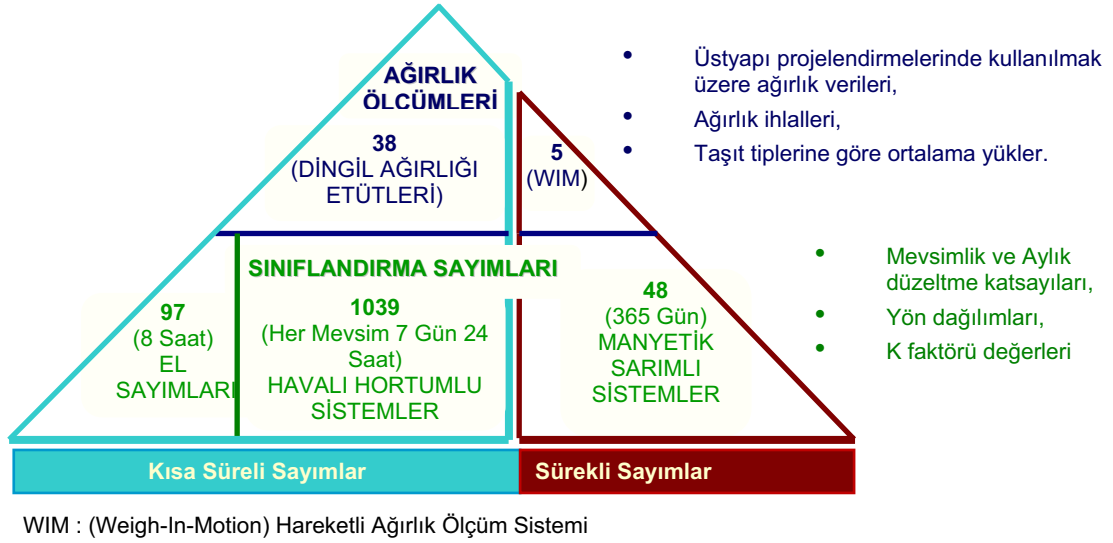 AĞIRLIK
ÖLCÜMLERİ
38
(DİNGİL AĞIRLIĞI
ETÜTLERİ)
5
(WIM)
• Üstyapı projelendirmelerinde kullanılmak
üzere ağırlık verileri,
• Ağırlık ihlalleri,
• Taşıt tiplerine göre ortalama yükler.
SINIFLANDIRMA SAYIMLARI
97
(8 Saat)
EL
SAYIMLARI
1039
(Her Mevsim 7 Gün 24
Saat)
HAVALI HORTUMLU
SİSTEMLER
48
(365 Gün)
MANYETİK
SARIMLI
SİSTEMLER
• Mevsimlik ve Aylık
düzeltme katsayıları,
• Yön dağılımları,
• K faktörü değerleri
Kısa Süreli Sayımlar
Sürekli Sayımlar
WIM : (Weigh-In-Motion) Hareketli Ağırlık Ölçüm Sistemi